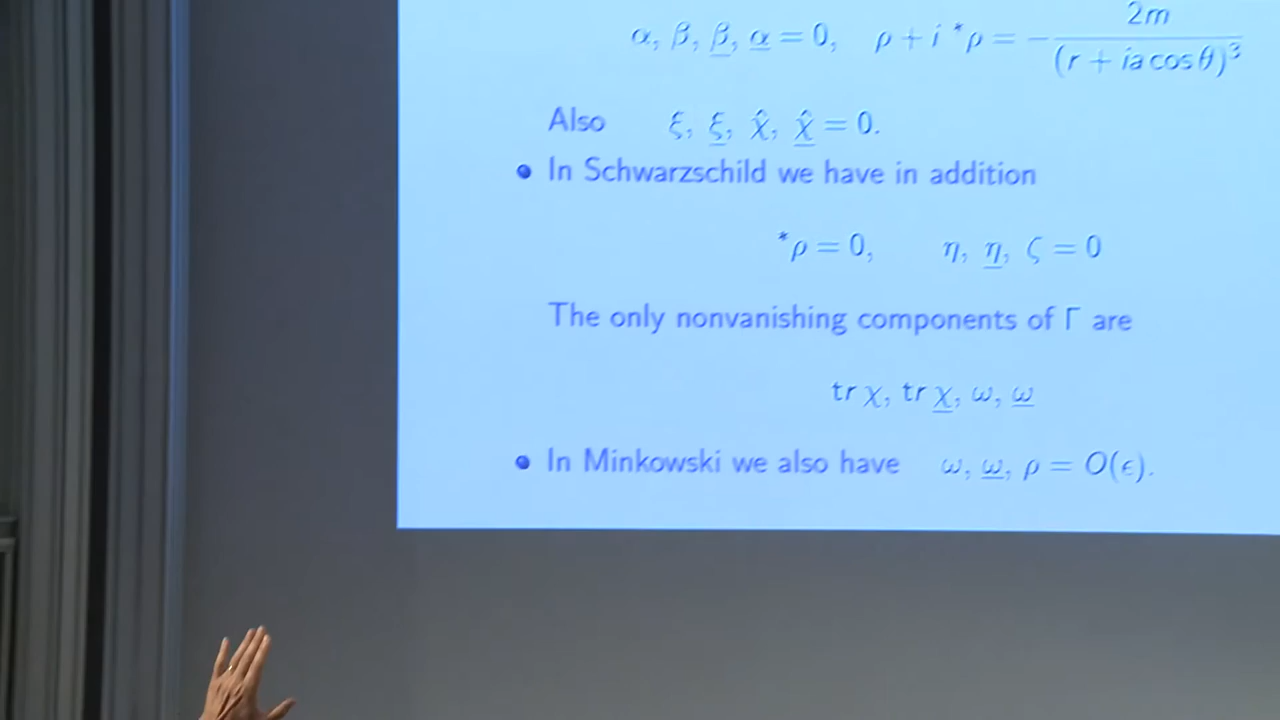 α, β, β̲, α̲ = 0, ρ + i *ρ = − 2m / (r + ia cos θ)³
Also ξ, ξ̲, χ̂, χ̲̂ = 0.
• In Schwarzschild we have in addition
*ρ = 0, η, η̲, ζ = 0
The only nonvanishing components of Γ are
tr χ, tr χ̲, ω, ω̲
• In Minkowski we also have ω, ω̲, ρ = O(ϵ).